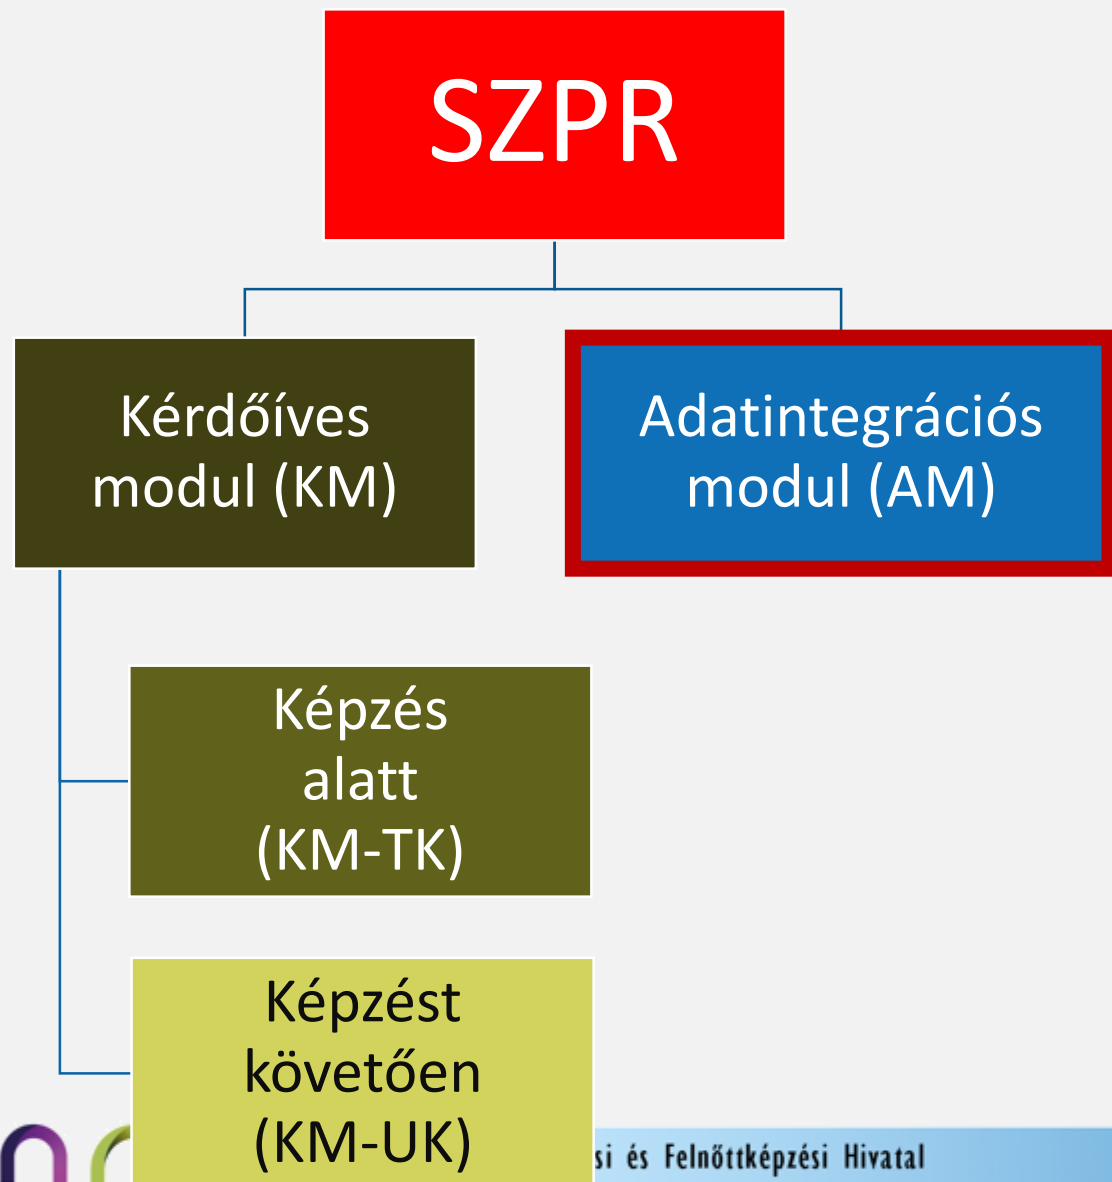 SZPR
Kérdőíves
modul (KM)
Adatintegrációs
modul (AM)
Képzés
alatt
(KM-TK)
Képzést
követően
(KM-UK)
és Felnőttképzési Hivatal